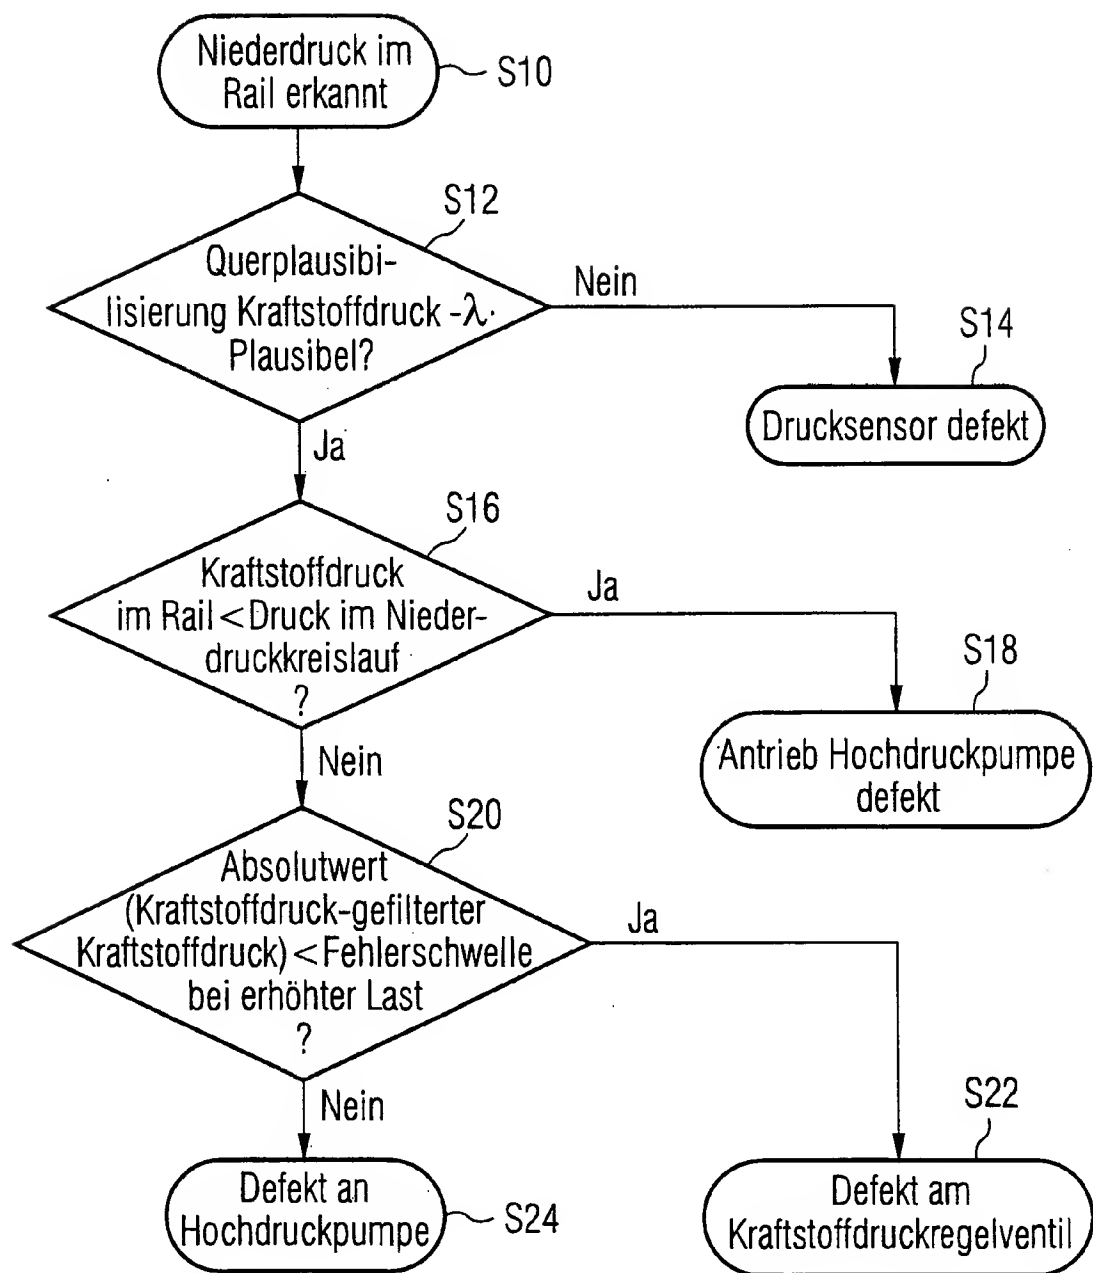 Niederdruck im
Rail erkannt
S10
S12
Querplausibi-
lisierung Kraftstoffdruck -λ·
Plausibel?
Nein
S14
Drucksensor defekt
Ja
S16
Kraftstoffdruck
im Rail < Druck im Nieder-
druckkreislauf
?
Ja
S18
Antrieb Hochdruckpumpe
defekt
Nein
S20
Absolutwert
(Kraftstoffdruck-gefilterter
Kraftstoffdruck) < Fehlerschwelle
bei erhöhter Last
?
Ja
S22
Defekt am
Kraftstoffdruckregelventil
Nein
Defekt an
Hochdruckpumpe
S24